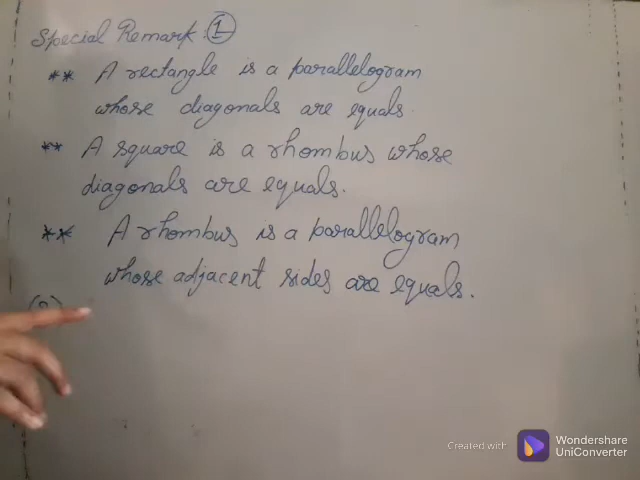 Special Remark: 1
** A rectangle is a parallelogram
whose diagonals are equals.
** A square is a rhombus whose
diagonals are equals.
** A rhombus is a parallelogram
whose adjacent sides are equals.
Created with
Wondershare
UniConverter